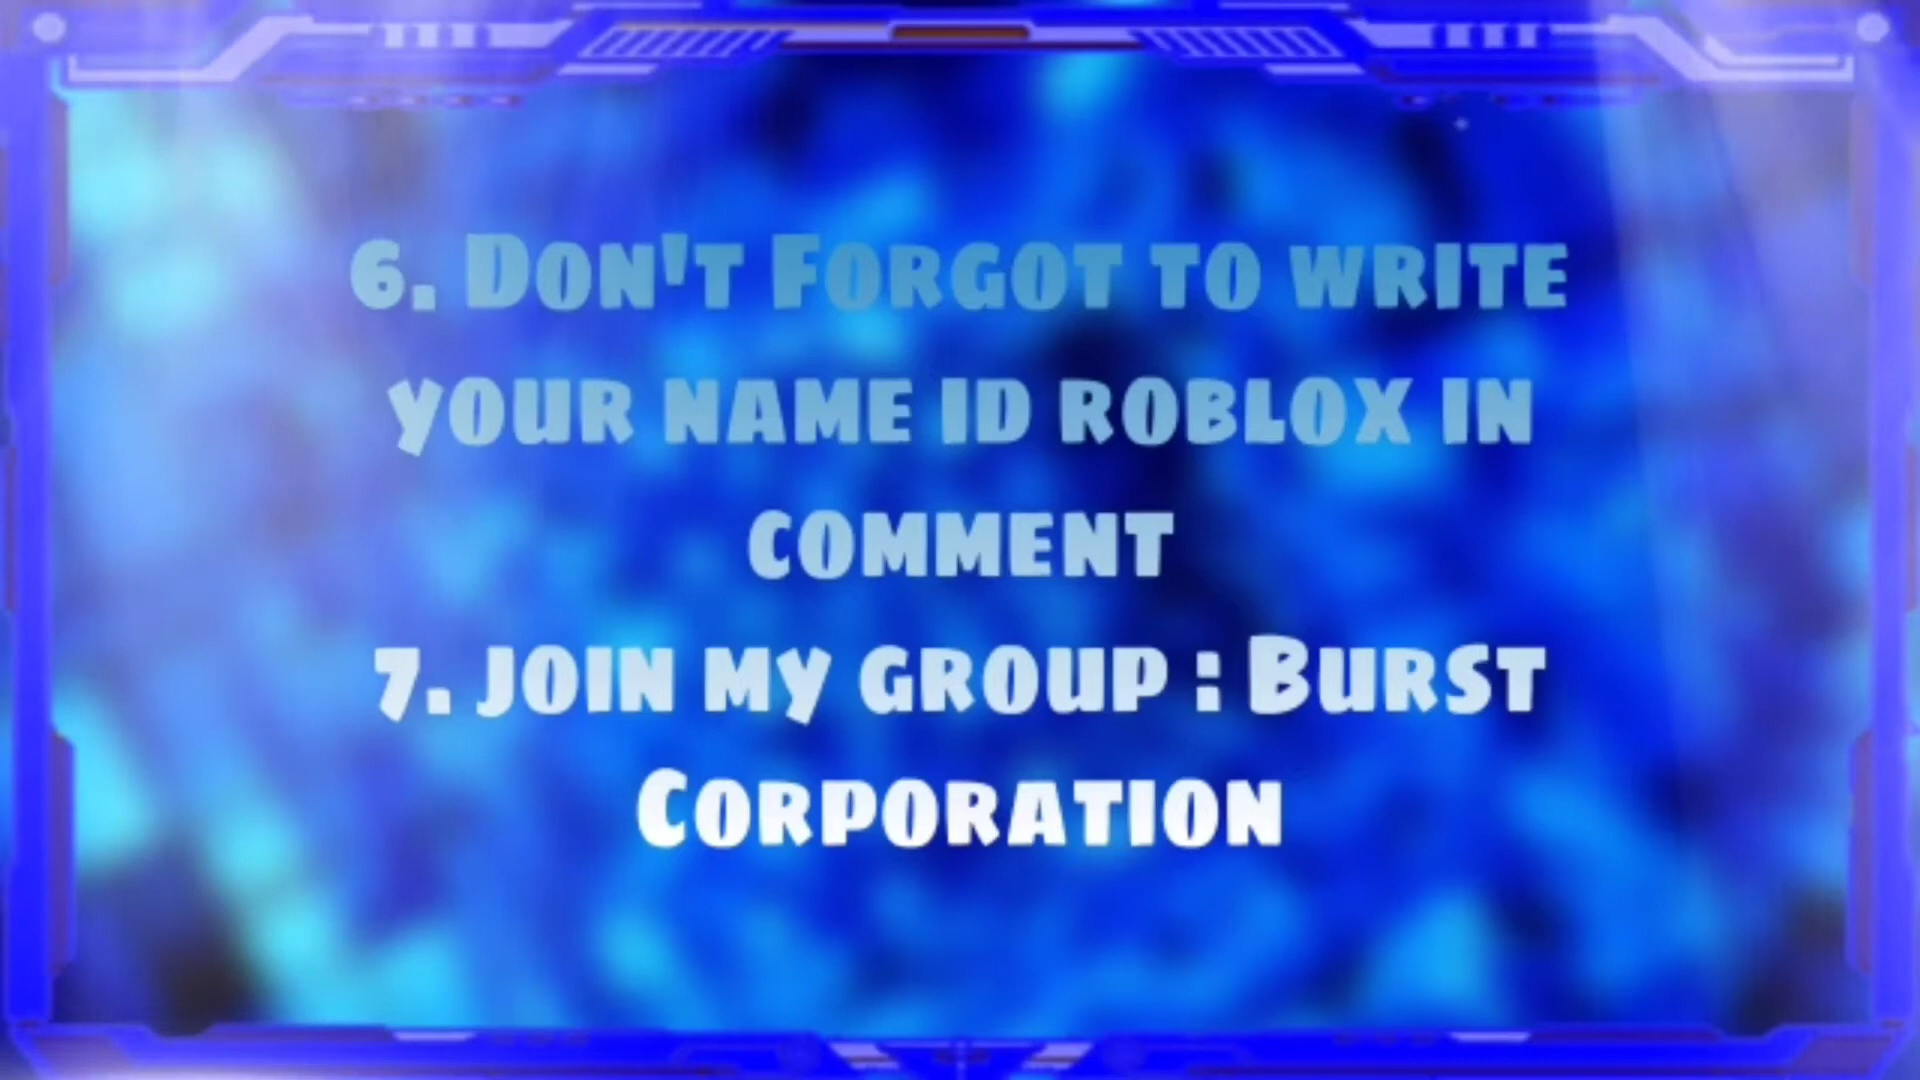 6. Don't Forgot to write
your name id roblox in
comment
7. join my group : Burst
Corporation